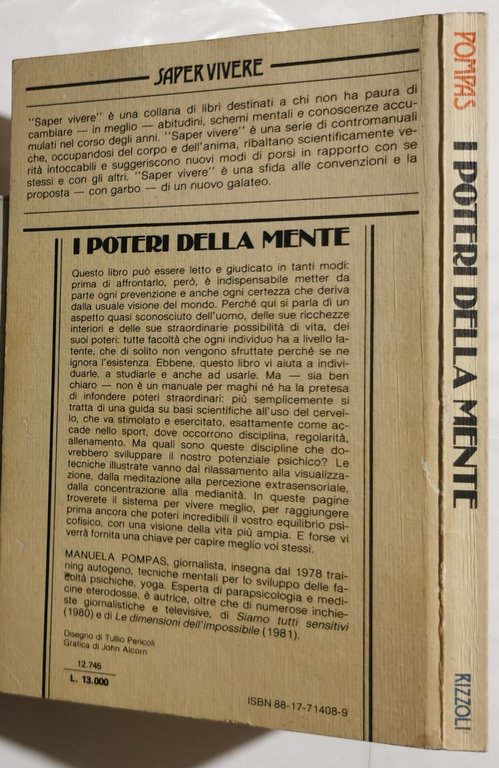 SAPER VIVERE
"Saper vivere" è una collana di libri destinati a chi non ha paura di
cambiare — in meglio — abitudini, schemi mentali e conoscenze accu-
mulati nel corso degli anni. "Saper vivere" è una serie di contromanuali
che, occupandosi del corpo e dell'anima, ribaltano scientificamente ve-
rità intoccabili e suggeriscono nuovi modi di porsi in rapporto con se
stessi e con gli altri. "Saper vivere" è una sfida alle convenzioni e la
proposta — con garbo — di un nuovo galateo.
I POTERI DELLA MENTE
Questo libro può essere letto e giudicato in tanti modi:
prima di affrontarlo, però, è indispensabile metter da
parte ogni prevenzione e anche ogni certezza che deriva
dalla usuale visione del mondo. Perché qui si parla di un
aspetto quasi sconosciuto dell'uomo, delle sue ricchezze
interiori e delle sue straordinarie possibilità di vita, dei
suoi poteri: tutte facoltà che ogni individuo ha a livello la-
tente, che di solito non vengono sfruttate perché se ne
ignora l'esistenza. Ebbene, questo libro vi aiuta a indivi-
duarle, a studiarle e anche ad usarle. Ma — sia ben
chiaro — non è un manuale per maghi né ha la pretesa
di infondere poteri straordinari: più semplicemente si
tratta di una guida su basi scientifiche all'uso del cervel-
lo, che va stimolato e esercitato, esattamente come ac-
cade nello sport, dove occorrono disciplina, regolarità,
allenamento. Ma quali sono queste discipline che do-
vrebbero sviluppare il nostro potenziale psichico? Le
tecniche illustrate vanno dal rilassamento alla visualizza-
zione, dalla meditazione alla percezione extrasensoriale,
dalla concentrazione alla medianità. In queste pagine
troverete il sistema per vivere meglio, per raggiungere
prima ancora che poteri incredibili il vostro equilibrio psi-
cofisico, con una visione della vita più ampia. E forse vi
verrà fornita una chiave per capire meglio voi stessi.
MANUELA POMPAS, giornalista, insegna dal 1978 trai-
ning autogeno, tecniche mentali per lo sviluppo delle fa-
coltà psichiche, yoga. Esperta di parapsicologia e medi-
cine eterodosse, è autrice, oltre che di numerose inchie-
ste giornalistiche e televisive, di Siamo tutti sensitivi
(1980) e di Le dimensioni dell'impossibile (1981).
Disegno di Tullio Pericoli
Grafica di John Alcorn
12.745
L. 13.000
ISBN 88-17-71408-9
POMPAS
I POTERI DELLA MENTE
RIZZOLI